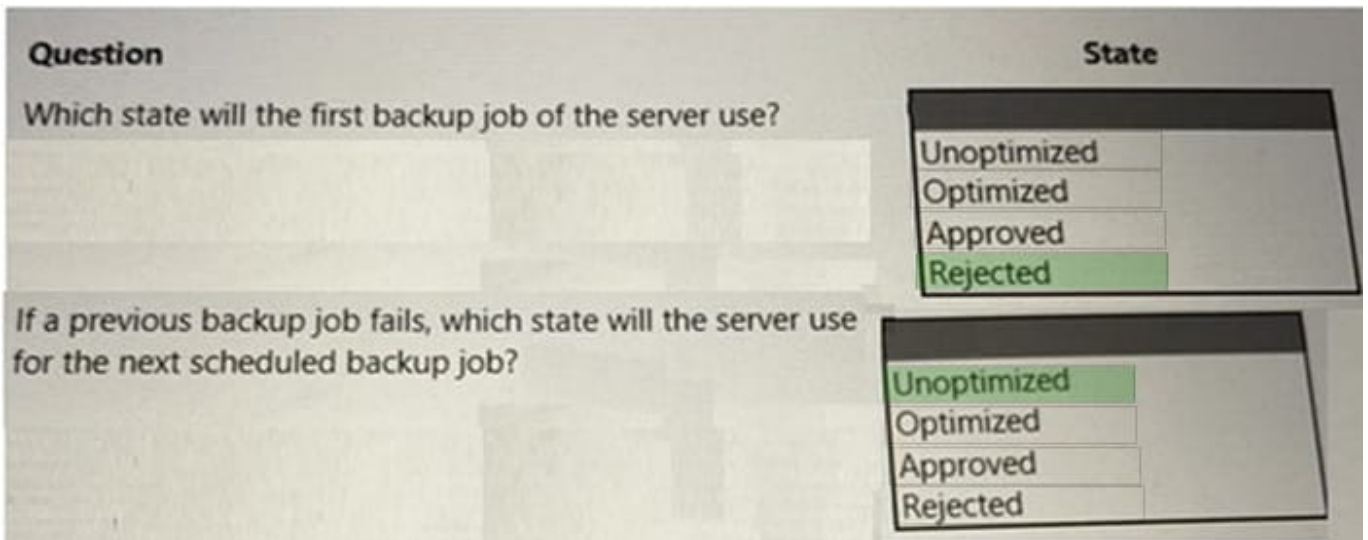 Question
State
Which state will the first backup job of the server use?
Unoptimized
Optimized
Approved
Rejected
If a previous backup job fails, which state will the server use
for the next scheduled backup job?
Unoptimized
Optimized
Approved
Rejected